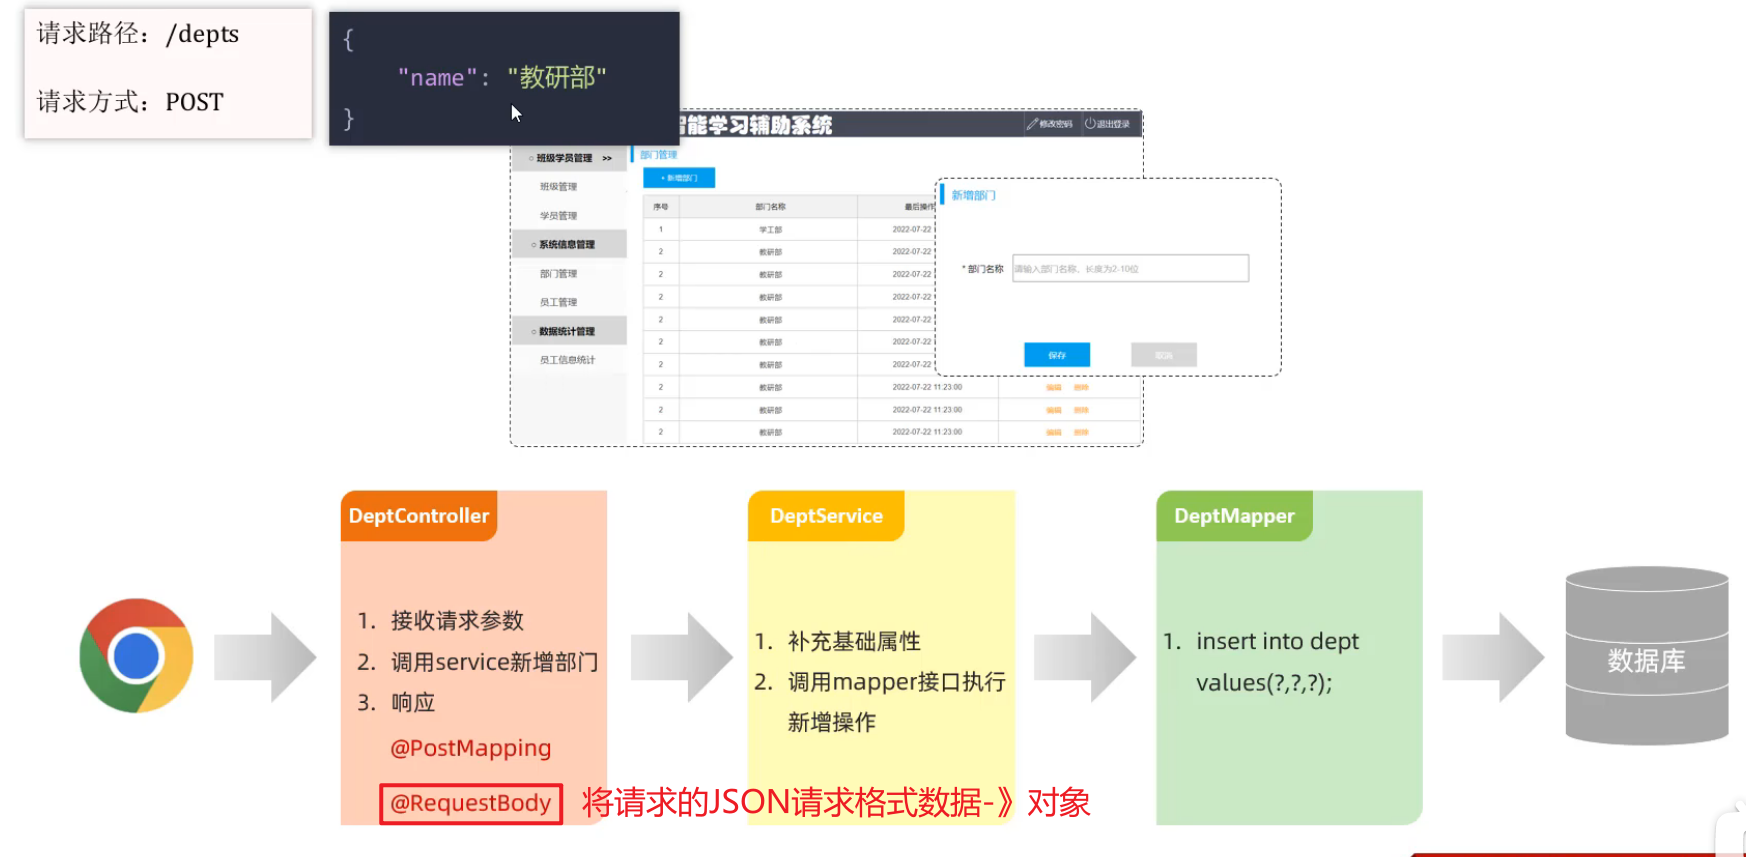 请求路径：/depts
请求方式：POST
{
"name": "教研部"
}
能学习辅助系统
修改密码
退出登录
班级学员管理 >>
班级管理
学员管理
系统信息管理
部门管理
员工管理
数据统计管理
员工信息统计
部门管理
+ 新增部门
序号 部门名称 最后操作
1 学工部 2022-07-22
2 教研部 2022-07-22
2 教研部 2022-07-22
2 教研部 2022-07-22
2 教研部 2022-07-22
2 教研部 2022-07-22
2 教研部 2022-07-22
2 教研部 2022-07-22 11:23:00 编辑 删除
2 教研部 2022-07-22 11:23:00 编辑 删除
2 教研部 2022-07-22 11:23:00 编辑 删除
新增部门
* 部门名称 请输入部门名称、长度为2-10位
保存 取消
DeptController
1. 接收请求参数
2. 调用service新增部门
3. 响应
@PostMapping
@RequestBody
将请求的JSON请求格式数据-》对象
DeptService
1. 补充基础属性
2. 调用mapper接口执行
新增操作
DeptMapper
1. insert into dept
values(?,?,?);
数据库